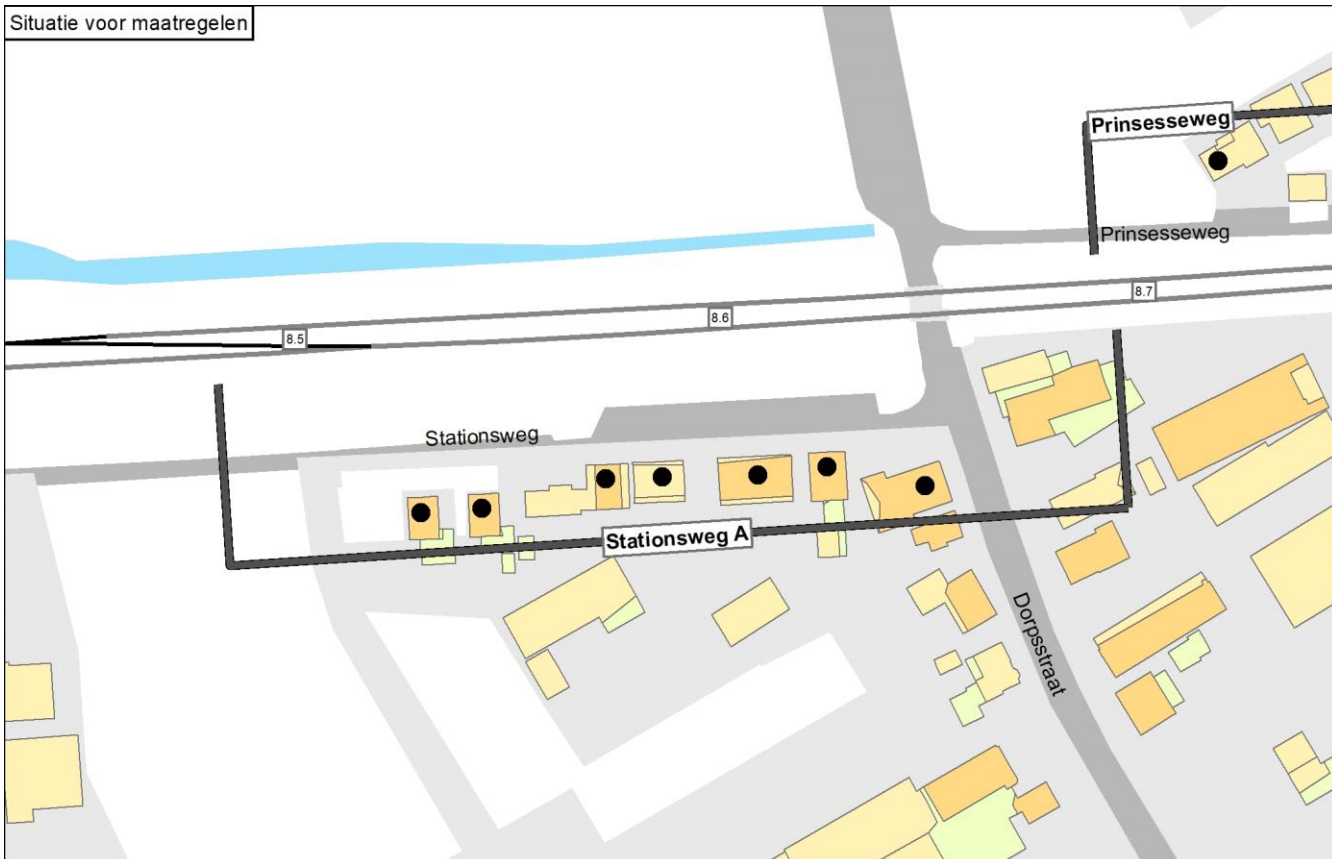 Situatie voor maatregelen
Prinsesseweg
Prinsesseweg
8.7
8.6
8.5
Stationsweg
Stationsweg A
Dorpsstraat